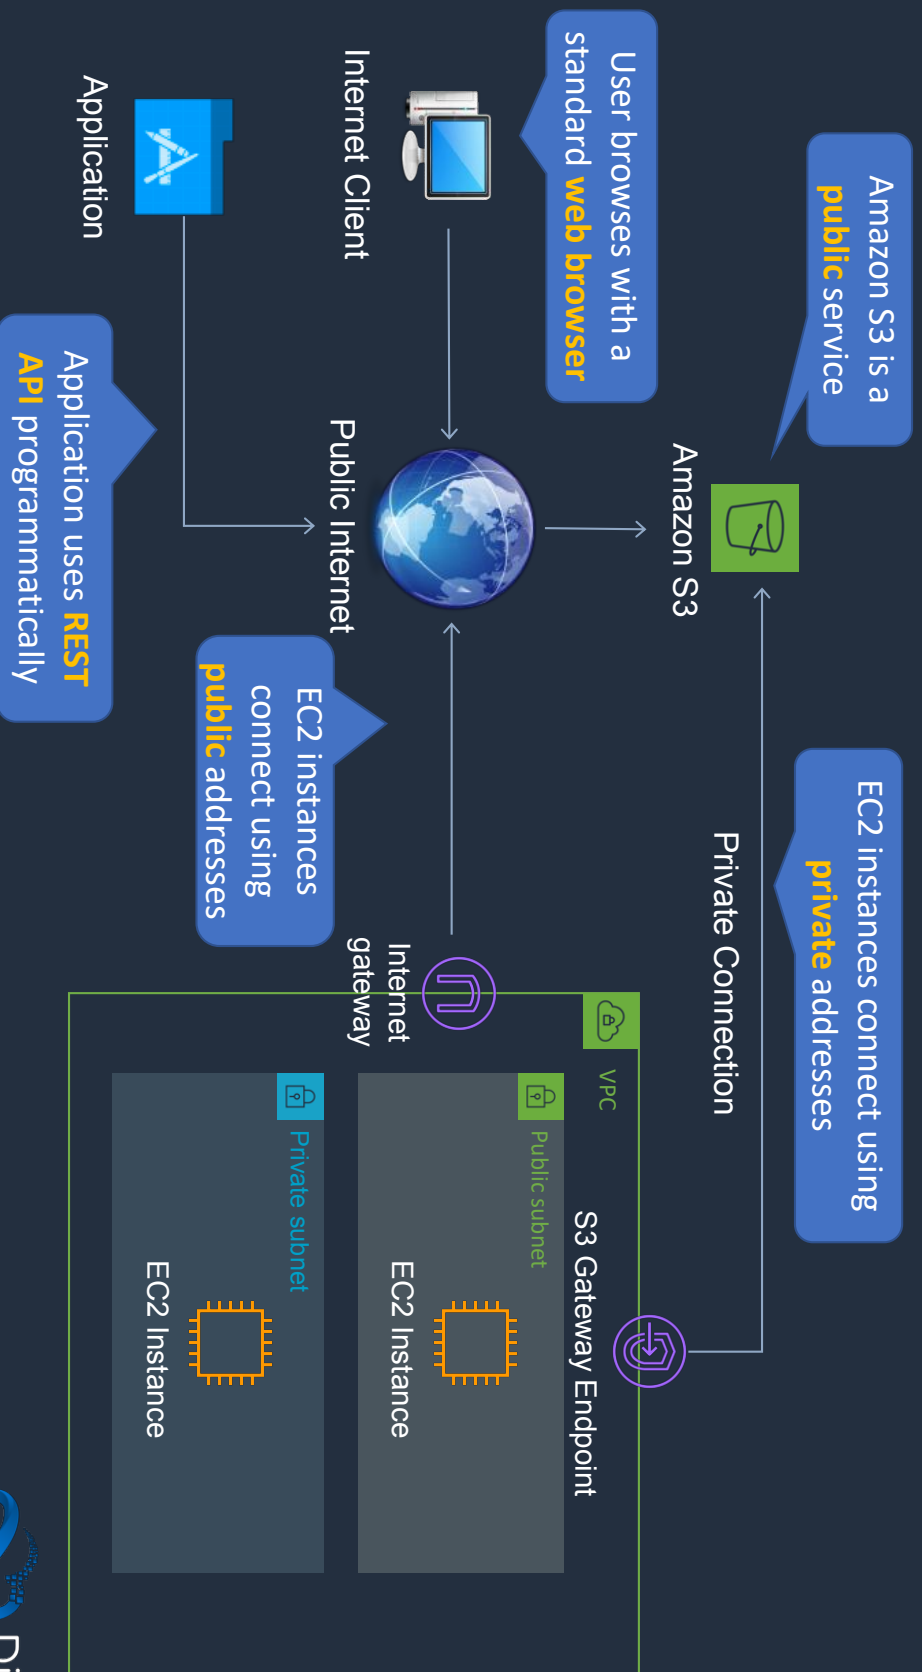 Amazon S3 is a
public service
EC2 instances connect using
private addresses
Private Connection
Amazon S3
User browses with a
standard web browser
Internet Client
Public Internet
EC2 instances
connect using
public addresses
Internet
gateway
VPC
S3 Gateway Endpoint
Public subnet
EC2 Instance
Private subnet
EC2 Instance
Application
Application uses REST
API programmatically